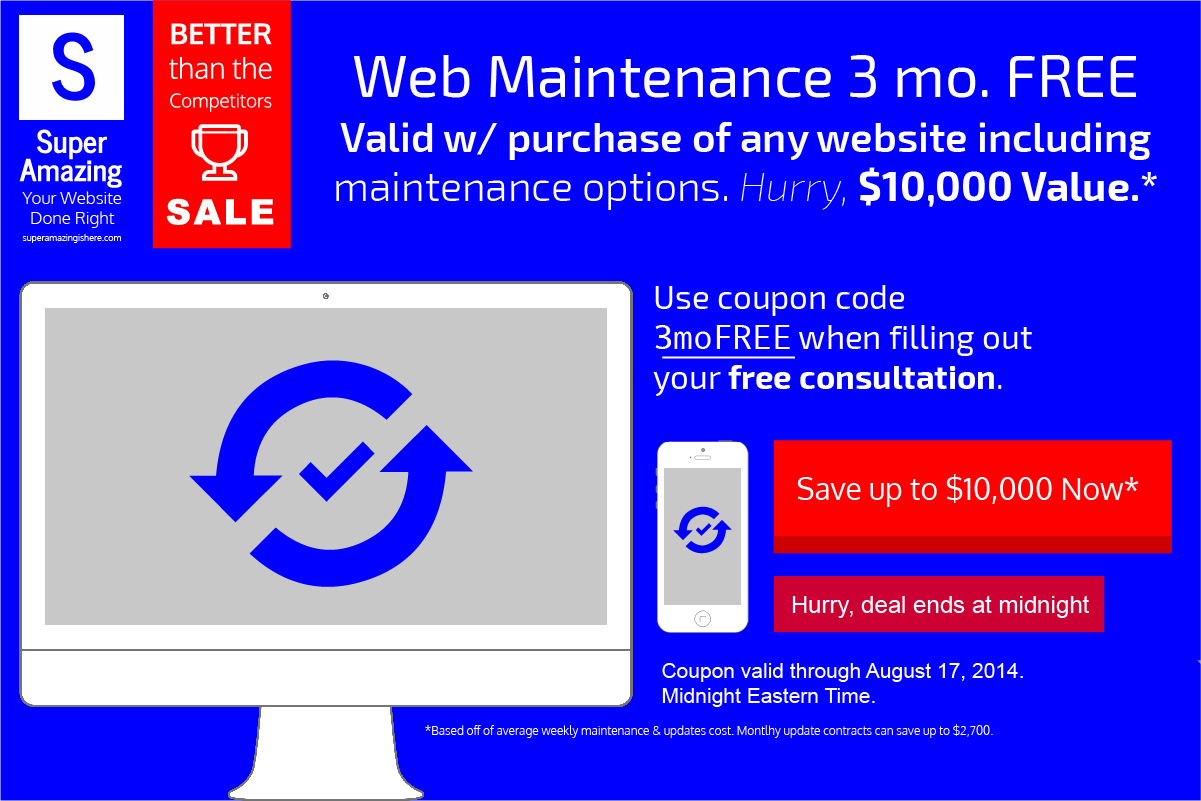 S
Super
Amazing
Your Website
Done Right
superamazingishere.com
BETTER
than the
Competitors
SALE
Web Maintenance 3 mo. FREE
Valid w/ purchase of any website including
maintenance options. Hurry, $10,000 Value.*
Use coupon code
3moFREE when filling out
your free consultation.
Save up to $10,000 Now*
Hurry, deal ends at midnight
Coupon valid through August 17, 2014.
Midnight Eastern Time.
*Based off of average weekly maintenance & updates cost. Montlhy update contracts can save up to $2,700.